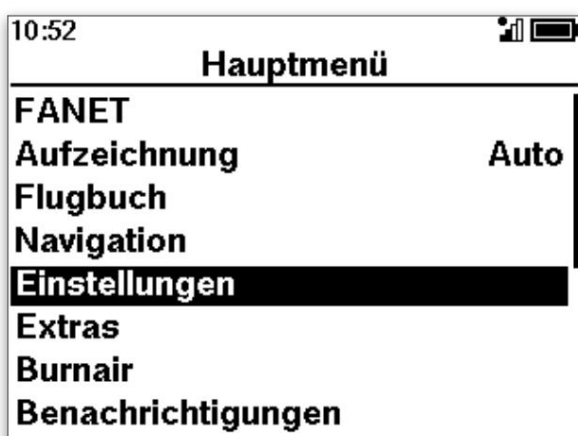 10:52
Hauptmenü
FANET
Aufzeichnung Auto
Flugbuch
Navigation
Einstellungen
Extras
Burnair
Benachrichtigungen